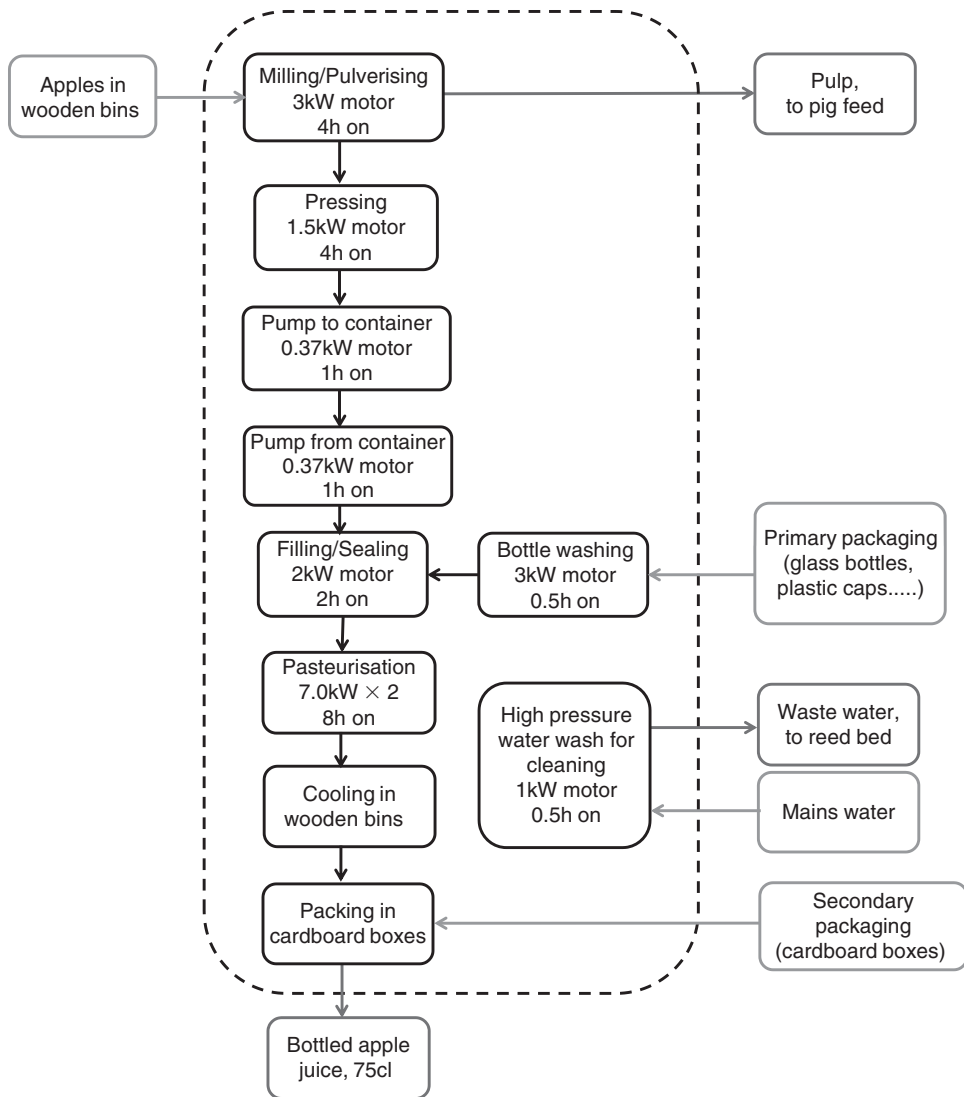 Apples in
wooden bins
Milling/Pulverising
3kW motor
4h on
Pulp,
to pig feed
Pressing
1.5kW motor
4h on
Pump to container
0.37kW motor
1h on
Pump from container
0.37kW motor
1h on
Filling/Sealing
2kW motor
2h on
Bottle washing
3kW motor
0.5h on
Primary packaging
(glass bottles,
plastic caps.....)
Pasteurisation
7.0kW × 2
8h on
High pressure
water wash for
cleaning
1kW motor
0.5h on
Waste water,
to reed bed
Mains water
Cooling in
wooden bins
Packing in
cardboard boxes
Secondary
packaging
(cardboard boxes)
Bottled apple
juice, 75cl